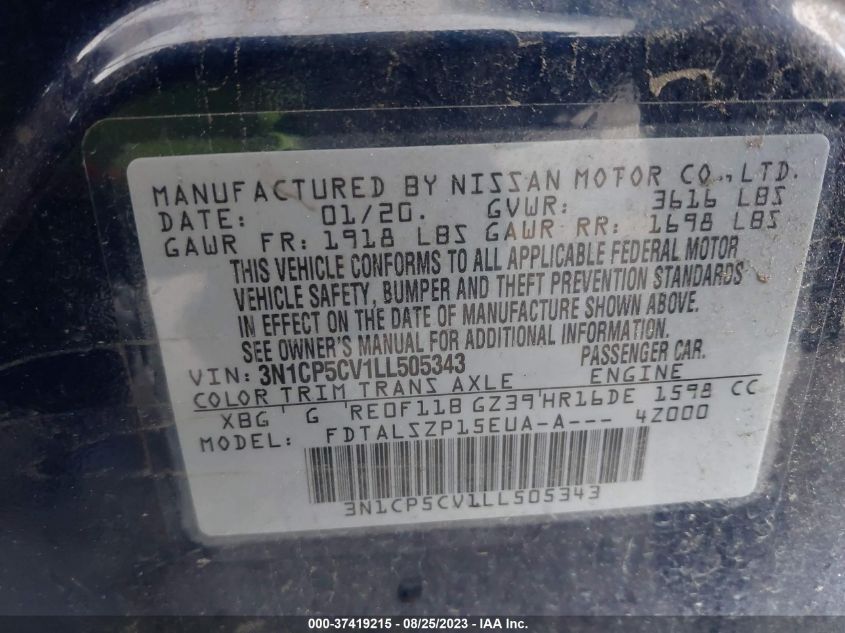 MANUFACTURED BY NISSAN MOTOR CO., LTD.
DATE: 01/20. GVWR: 3616 LBS
GAWR FR: 1918 LBS GAWR RR: 1698 LBS
THIS VEHICLE CONFORMS TO ALL APPLICABLE FEDERAL MOTOR
VEHICLE SAFETY, BUMPER AND THEFT PREVENTION STANDARDS
IN EFFECT ON THE DATE OF MANUFACTURE SHOWN ABOVE.
SEE OWNER'S MANUAL FOR ADDITIONAL INFORMATION.
VIN: 3N1CP5CV1LL505343 PASSENGER CAR.
COLOR TRIM TRANS AXLE ENGINE
XBG G RE0F11B GZ39 HR16DE 1598 CC
MODEL: FDTALSZP15EUA-A--- 4Z000
3N1CP5CV1LL505343
000-37419215 - 08/25/2023 - IAA Inc.